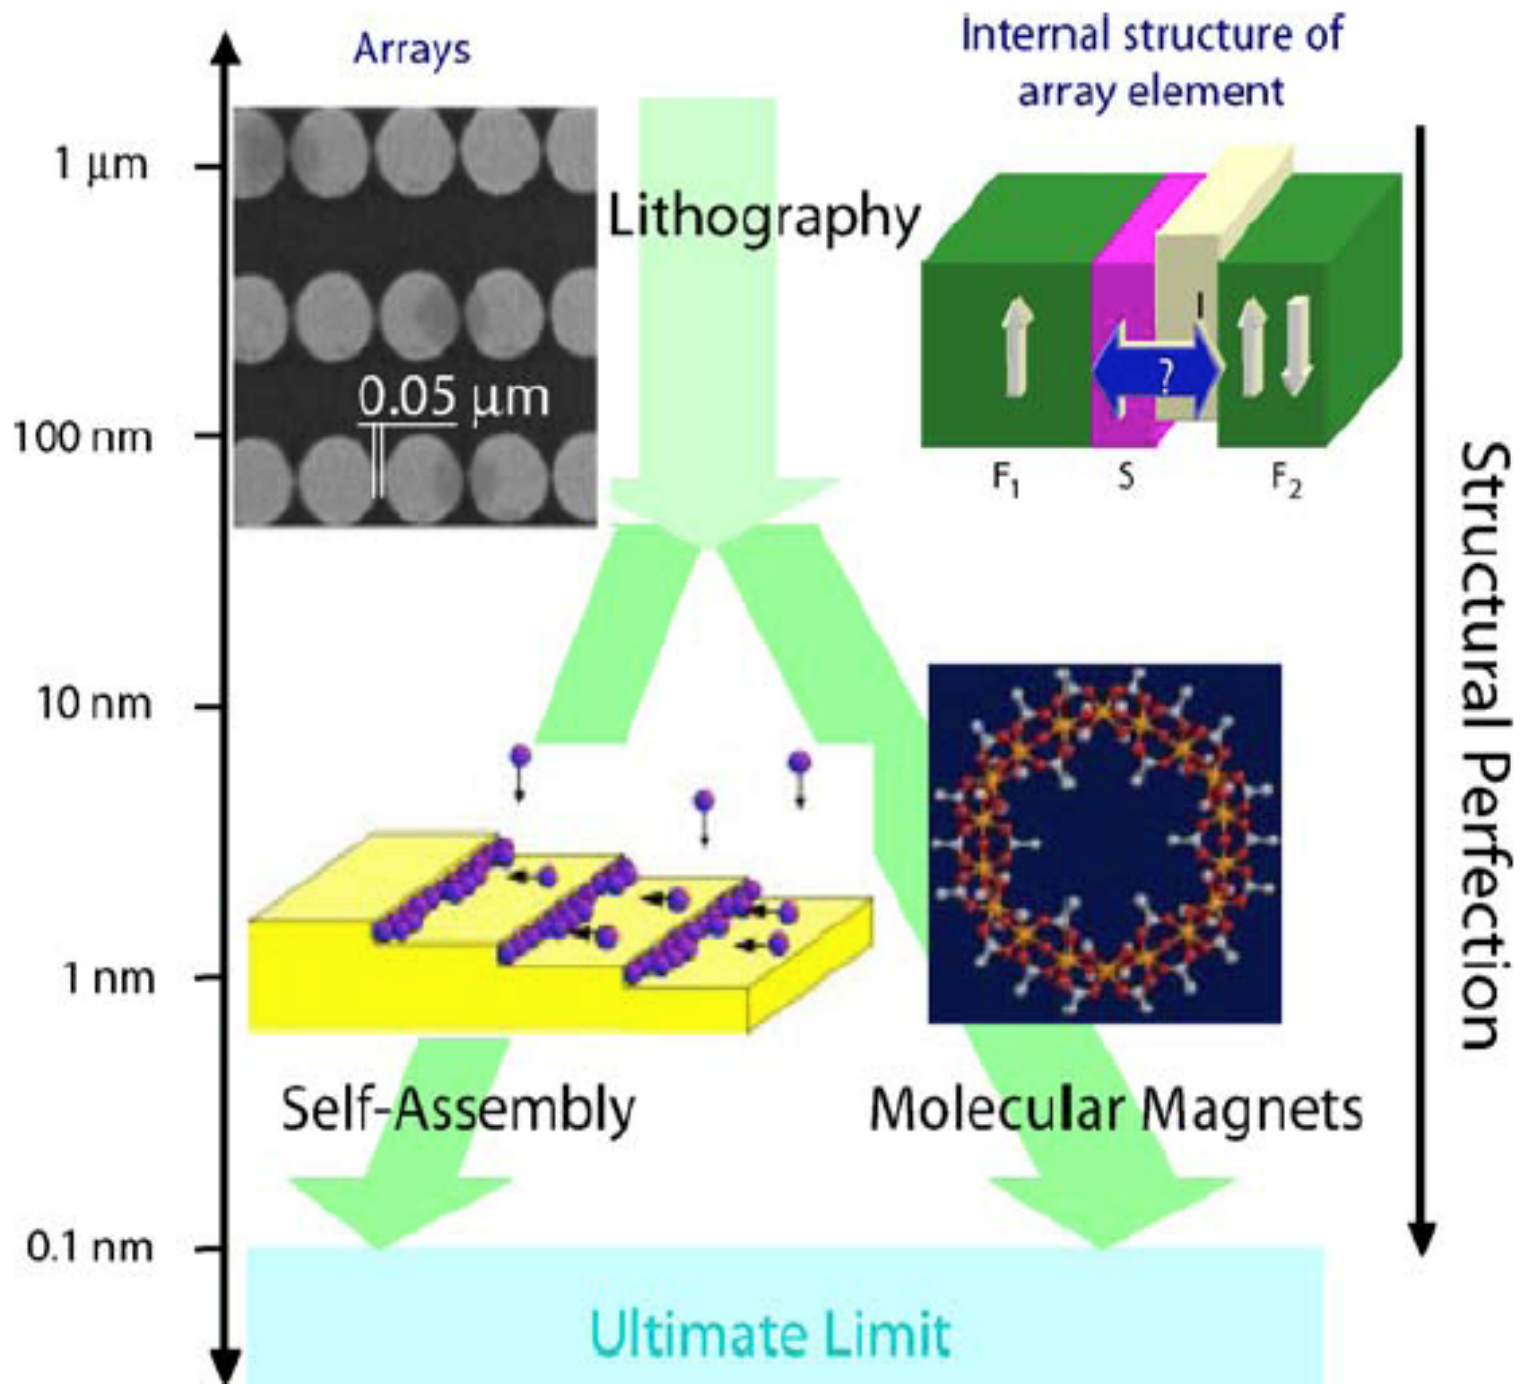 Arrays
Internal structure of
array element
1 μm
Lithography
I
?
0.05 μm
100 nm
F1 S F2
Structural Perfection
10 nm
1 nm
Self-Assembly
Molecular Magnets
0.1 nm
Ultimate Limit